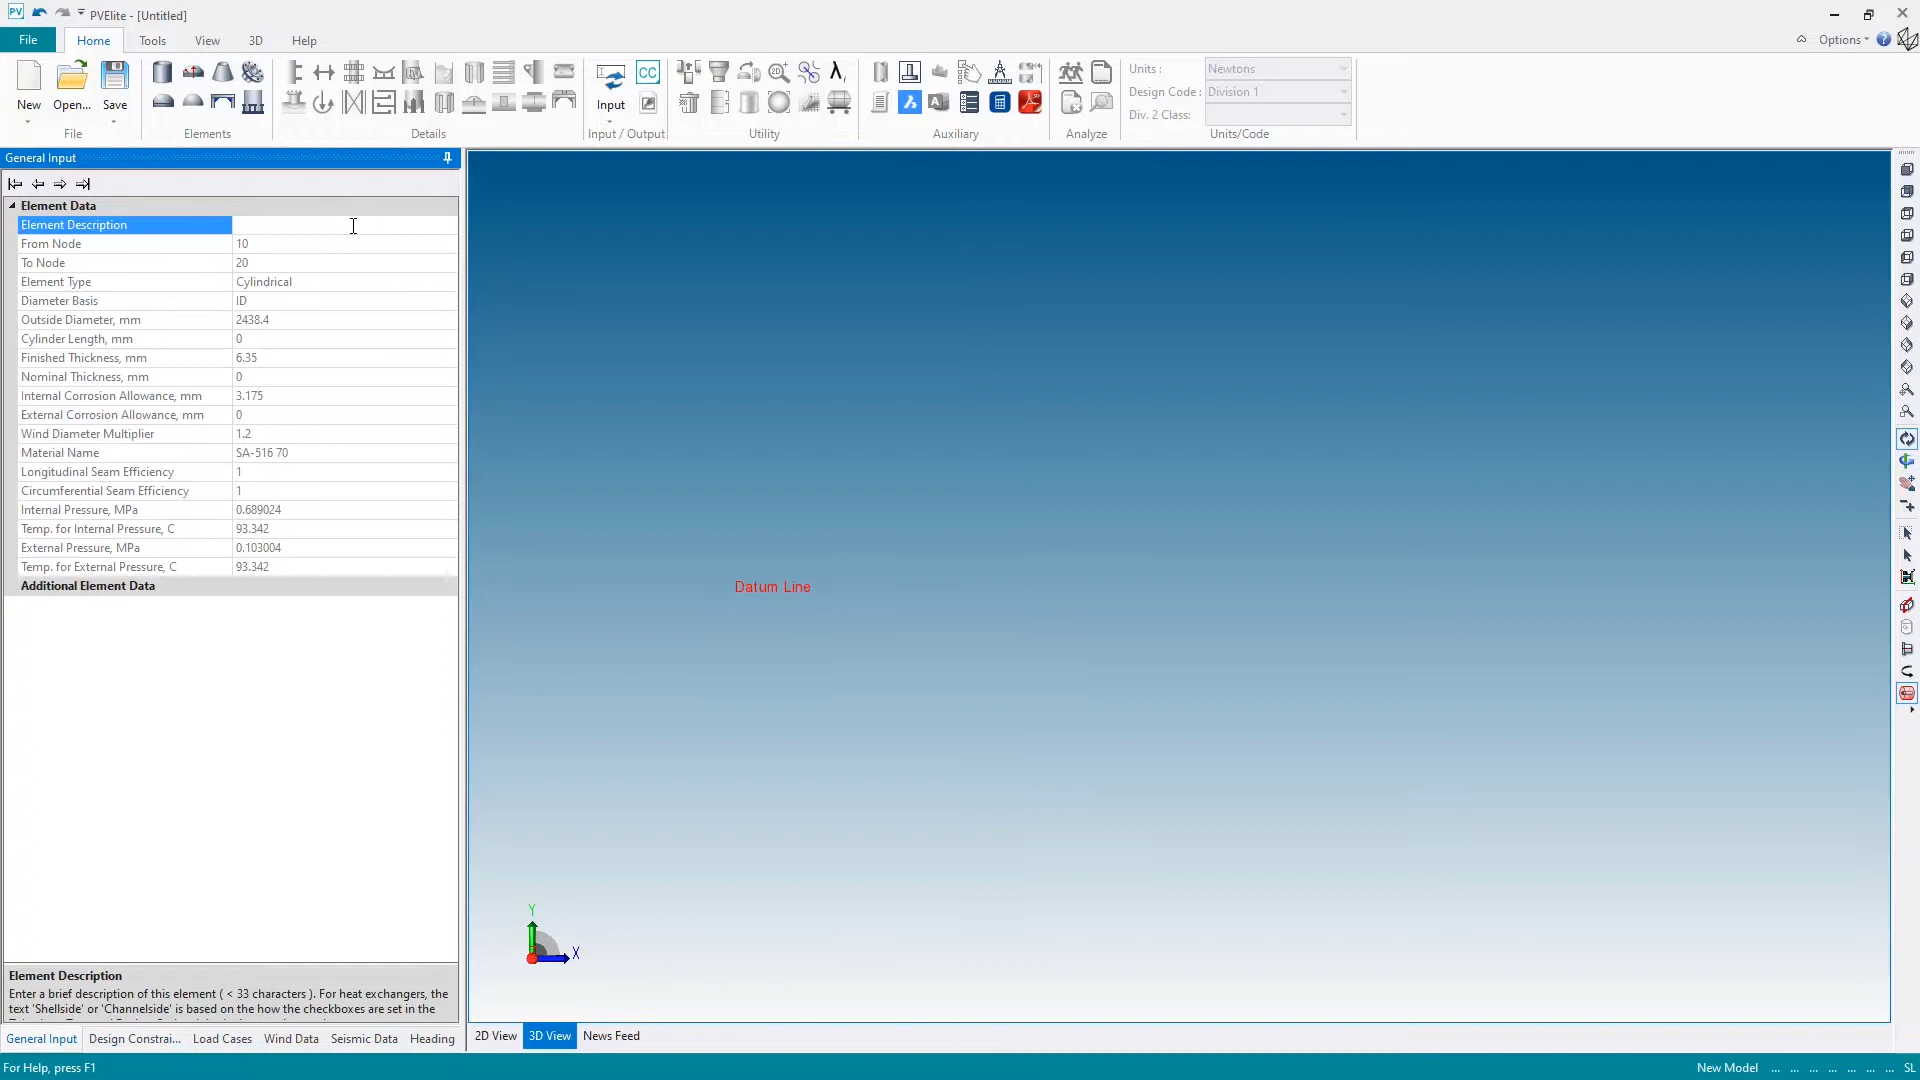 PVElite - [Untitled]
File
Home
Tools
View
3D
Help
Options
New
Open...
Save
File
Elements
Details
CC
Input
Input / Output
Utility
Auxiliary
Analyze
Units :
Newtons
Design Code :
Division 1
Div. 2 Class:
Units/Code
General Input
Element Data
Element Description
From Node 10
To Node 20
Element Type Cylindrical
Diameter Basis ID
Outside Diameter, mm 2438.4
Cylinder Length, mm 0
Finished Thickness, mm 6.35
Nominal Thickness, mm 0
Internal Corrosion Allowance, mm 3.175
External Corrosion Allowance, mm 0
Wind Diameter Multiplier 1.2
Material Name SA-516 70
Longitudinal Seam Efficiency 1
Circumferential Seam Efficiency 1
Internal Pressure, MPa 0.689024
Temp. for Internal Pressure, C 93.342
External Pressure, MPa 0.103004
Temp. for External Pressure, C 93.342
Additional Element Data
Datum Line
Y
X
Element Description
Enter a brief description of this element ( < 33 characters ). For heat exchangers, the
text 'Shellside' or 'Channelside' is based on the how the checkboxes are set in the
General Input
Design Constrai...
Load Cases
Wind Data
Seismic Data
Heading
2D View
3D View
News Feed
For Help, press F1
New Model ... ... ... ... ... ... ... SL